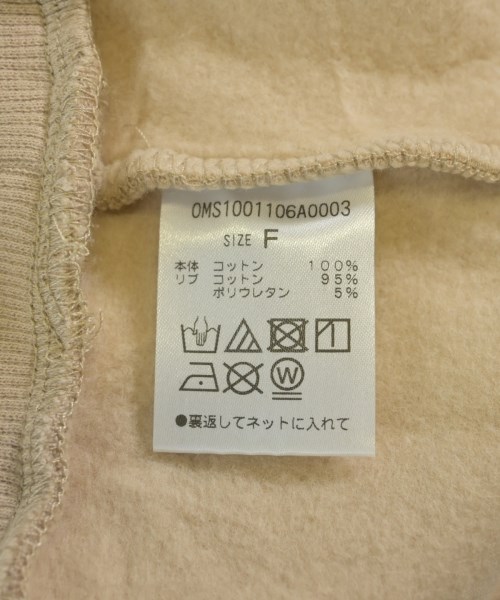 OMS1001106A0003
SIZE F
本体 コットン 100%
リブ コットン 95%
ポリウレタン 5%
W
●裏返してネットに入れて